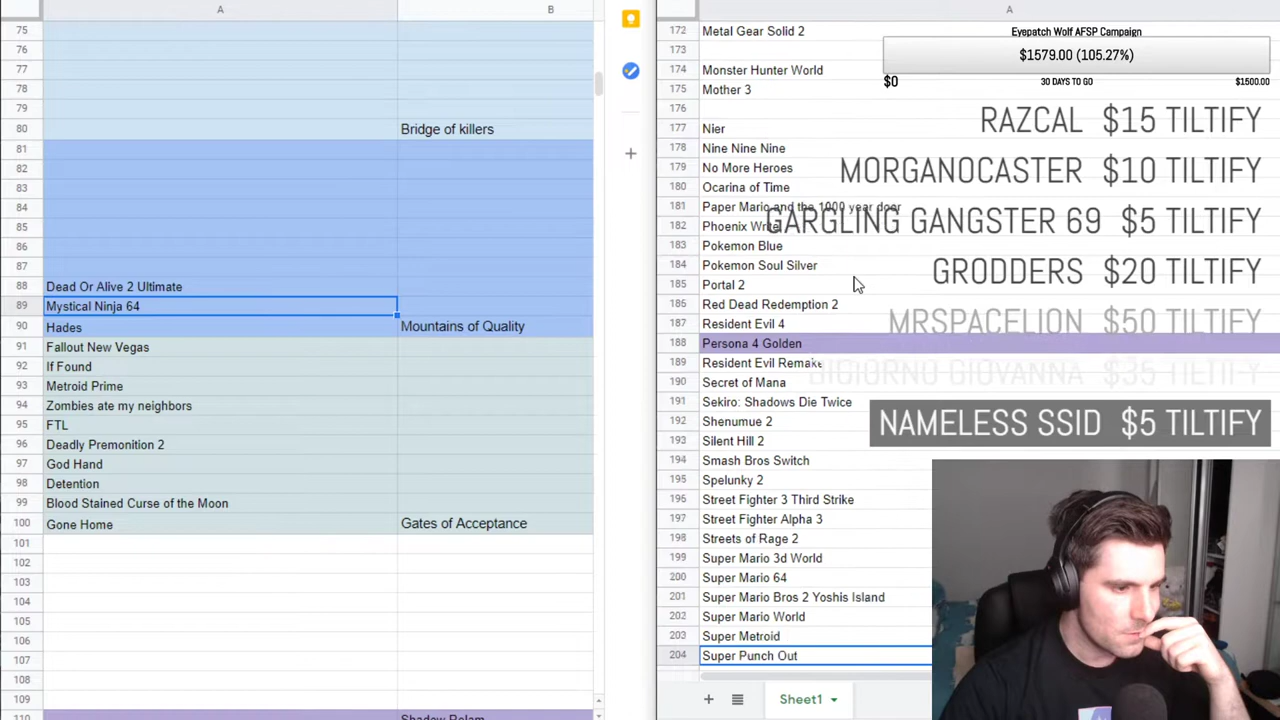 A
B
75
76
77
78
79
80 Bridge of killers
81
82
83
84
85
86
87
88 Dead Or Alive 2 Ultimate
89 Mystical Ninja 64
90 Hades Mountains of Quality
91 Fallout New Vegas
92 If Found
93 Metroid Prime
94 Zombies ate my neighbors
95 FTL
96 Deadly Premonition 2
97 God Hand
98 Detention
99 Blood Stained Curse of the Moon
100 Gone Home Gates of Acceptance
101
102
103
104
105
106
107
108
109
110 Shadow Relam
A
172 Metal Gear Solid 2
173
174 Monster Hunter World
175 Mother 3
176
177 Nier
178 Nine Nine Nine
179 No More Heroes
180 Ocarina of Time
181 Paper Mario and the 1000 year door
182 Phoenix Write
183 Pokemon Blue
184 Pokemon Soul Silver
185 Portal 2
186 Red Dead Redemption 2
187 Resident Evil 4
188 Persona 4 Golden
189 Resident Evil Remake
190 Secret of Mana
191 Sekiro: Shadows Die Twice
192 Shenumue 2
193 Silent Hill 2
194 Smash Bros Switch
195 Spelunky 2
196 Street Fighter 3 Third Strike
197 Street Fighter Alpha 3
198 Streets of Rage 2
199 Super Mario 3d World
200 Super Mario 64
201 Super Mario Bros 2 Yoshis Island
202 Super Mario World
203 Super Metroid
204 Super Punch Out
Sheet1
Eyepatch Wolf AFSP Campaign
$1579.00 (105.27%)
$0 30 DAYS TO GO $1500.00
RAZCAL $15 TILTIFY
MORGANOCASTER $10 TILTIFY
GARGLING GANGSTER 69 $5 TILTIFY
GRODDERS $20 TILTIFY
MRSPACELION $50 TILTIFY
GIORNO GIOVANNA $35 TILTIFY
NAMELESS SSID $5 TILTIFY